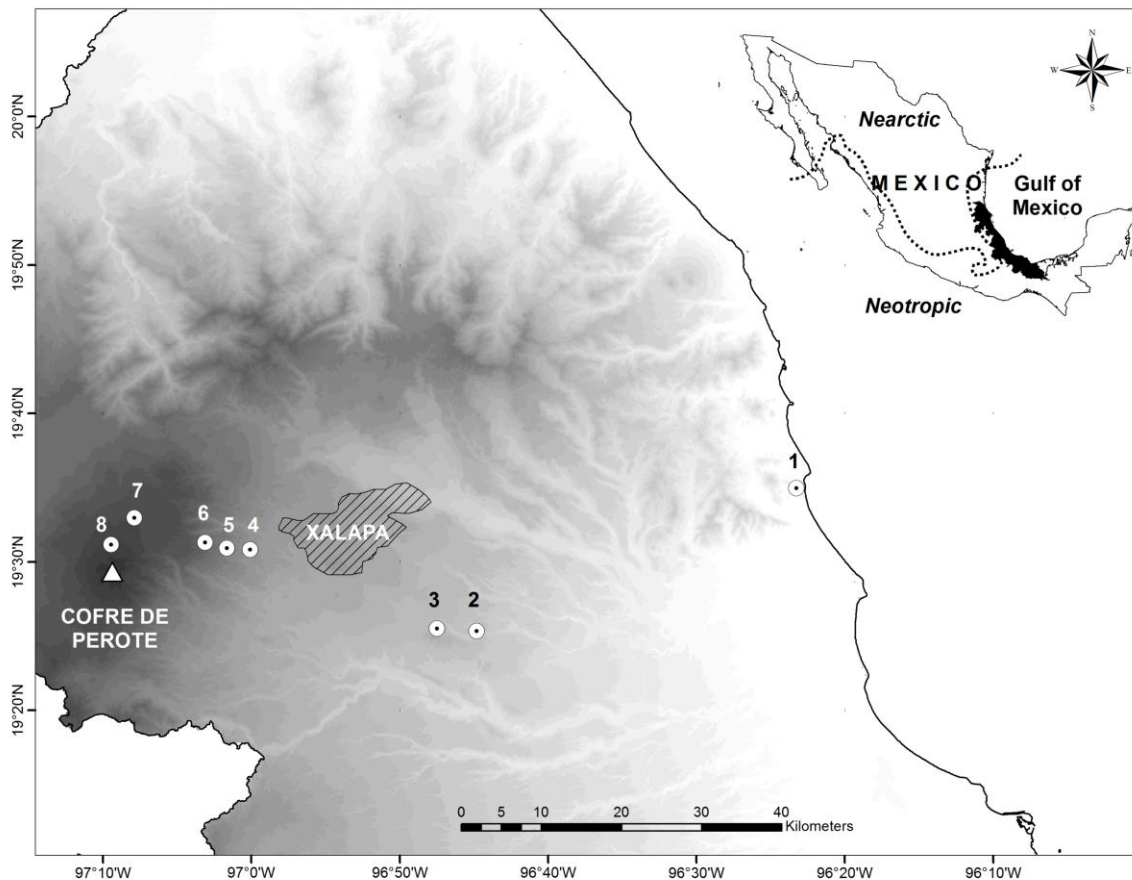 N
W
E
S
Nearctic
MEXICO
Gulf of
Mexico
Neotropic
20°0'N
19°50'N
19°40'N
19°30'N
19°20'N
1
7
8
6
5
4
XALAPA
3
2
COFRE DE
PEROTE
0
5
10
20
30
40
Kilometers
97°10'W
97°0'W
96°50'W
96°40'W
96°30'W
96°20'W
96°10'W